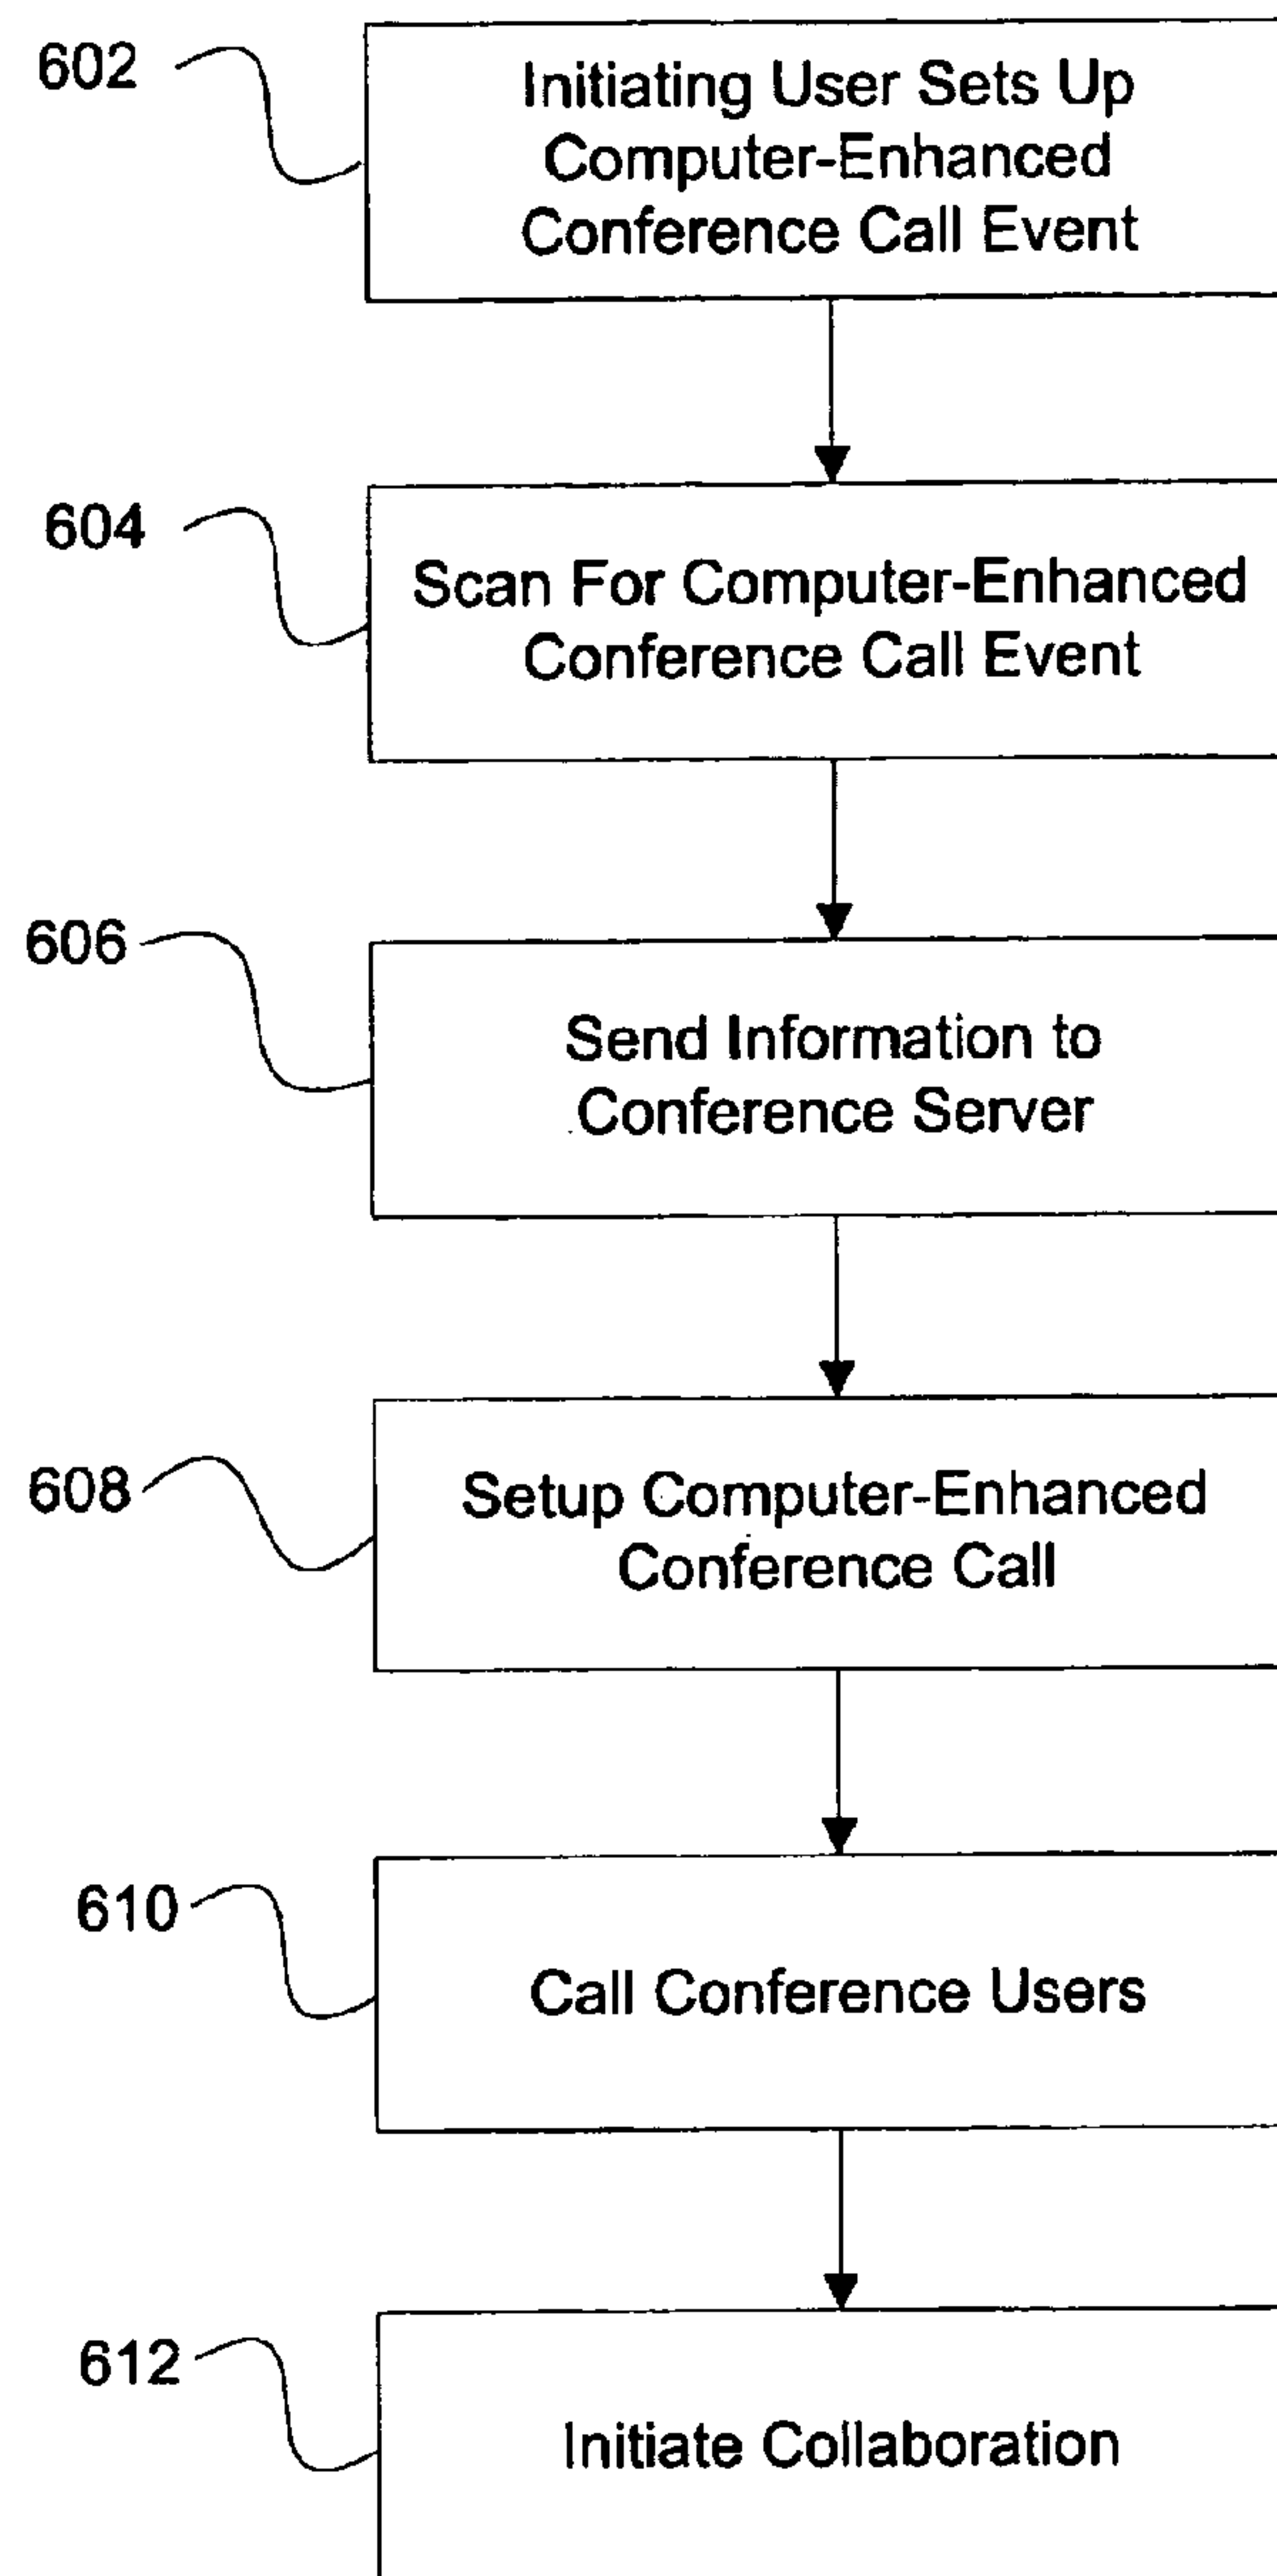 602
Initiating User Sets Up
Computer-Enhanced
Conference Call Event
604
Scan For Computer-Enhanced
Conference Call Event
606
Send Information to
Conference Server
608
Setup Computer-Enhanced
Conference Call
610
Call Conference Users
612
Initiate Collaboration